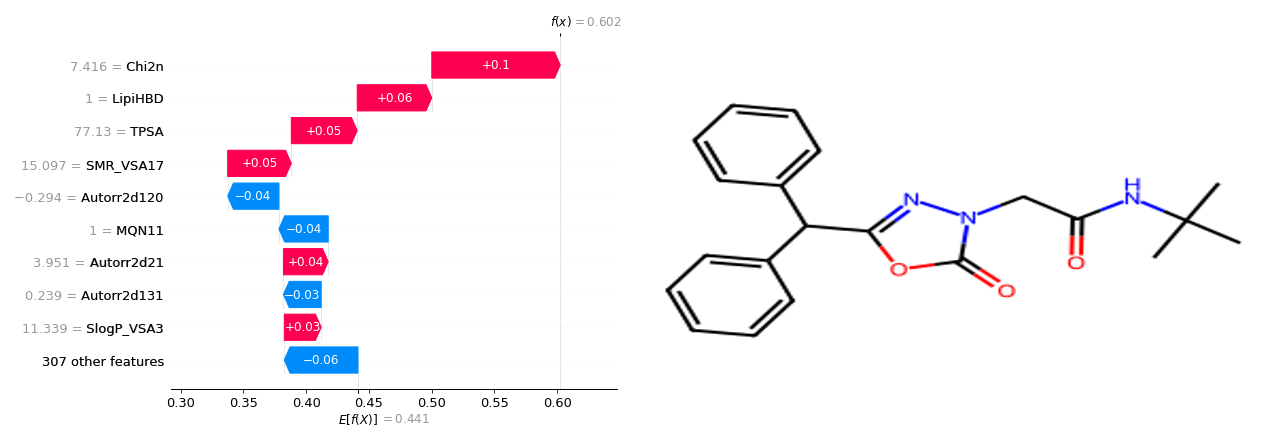 f(x) = 0.602
7.416 = Chi2n
+0.1
1 = LipiHBD
+0.06
77.13 = TPSA
+0.05
15.097 = SMR_VSA17
+0.05
−0.294 = Autorr2d120
−0.04
1 = MQN11
−0.04
3.951 = Autorr2d21
+0.04
0.239 = Autorr2d131
−0.03
11.339 = SlogP_VSA3
+0.03
307 other features
−0.06
0.30 0.35 0.40 0.45 0.50 0.55 0.60
E[f(X)] = 0.441
H
N
N
N
O
O
O